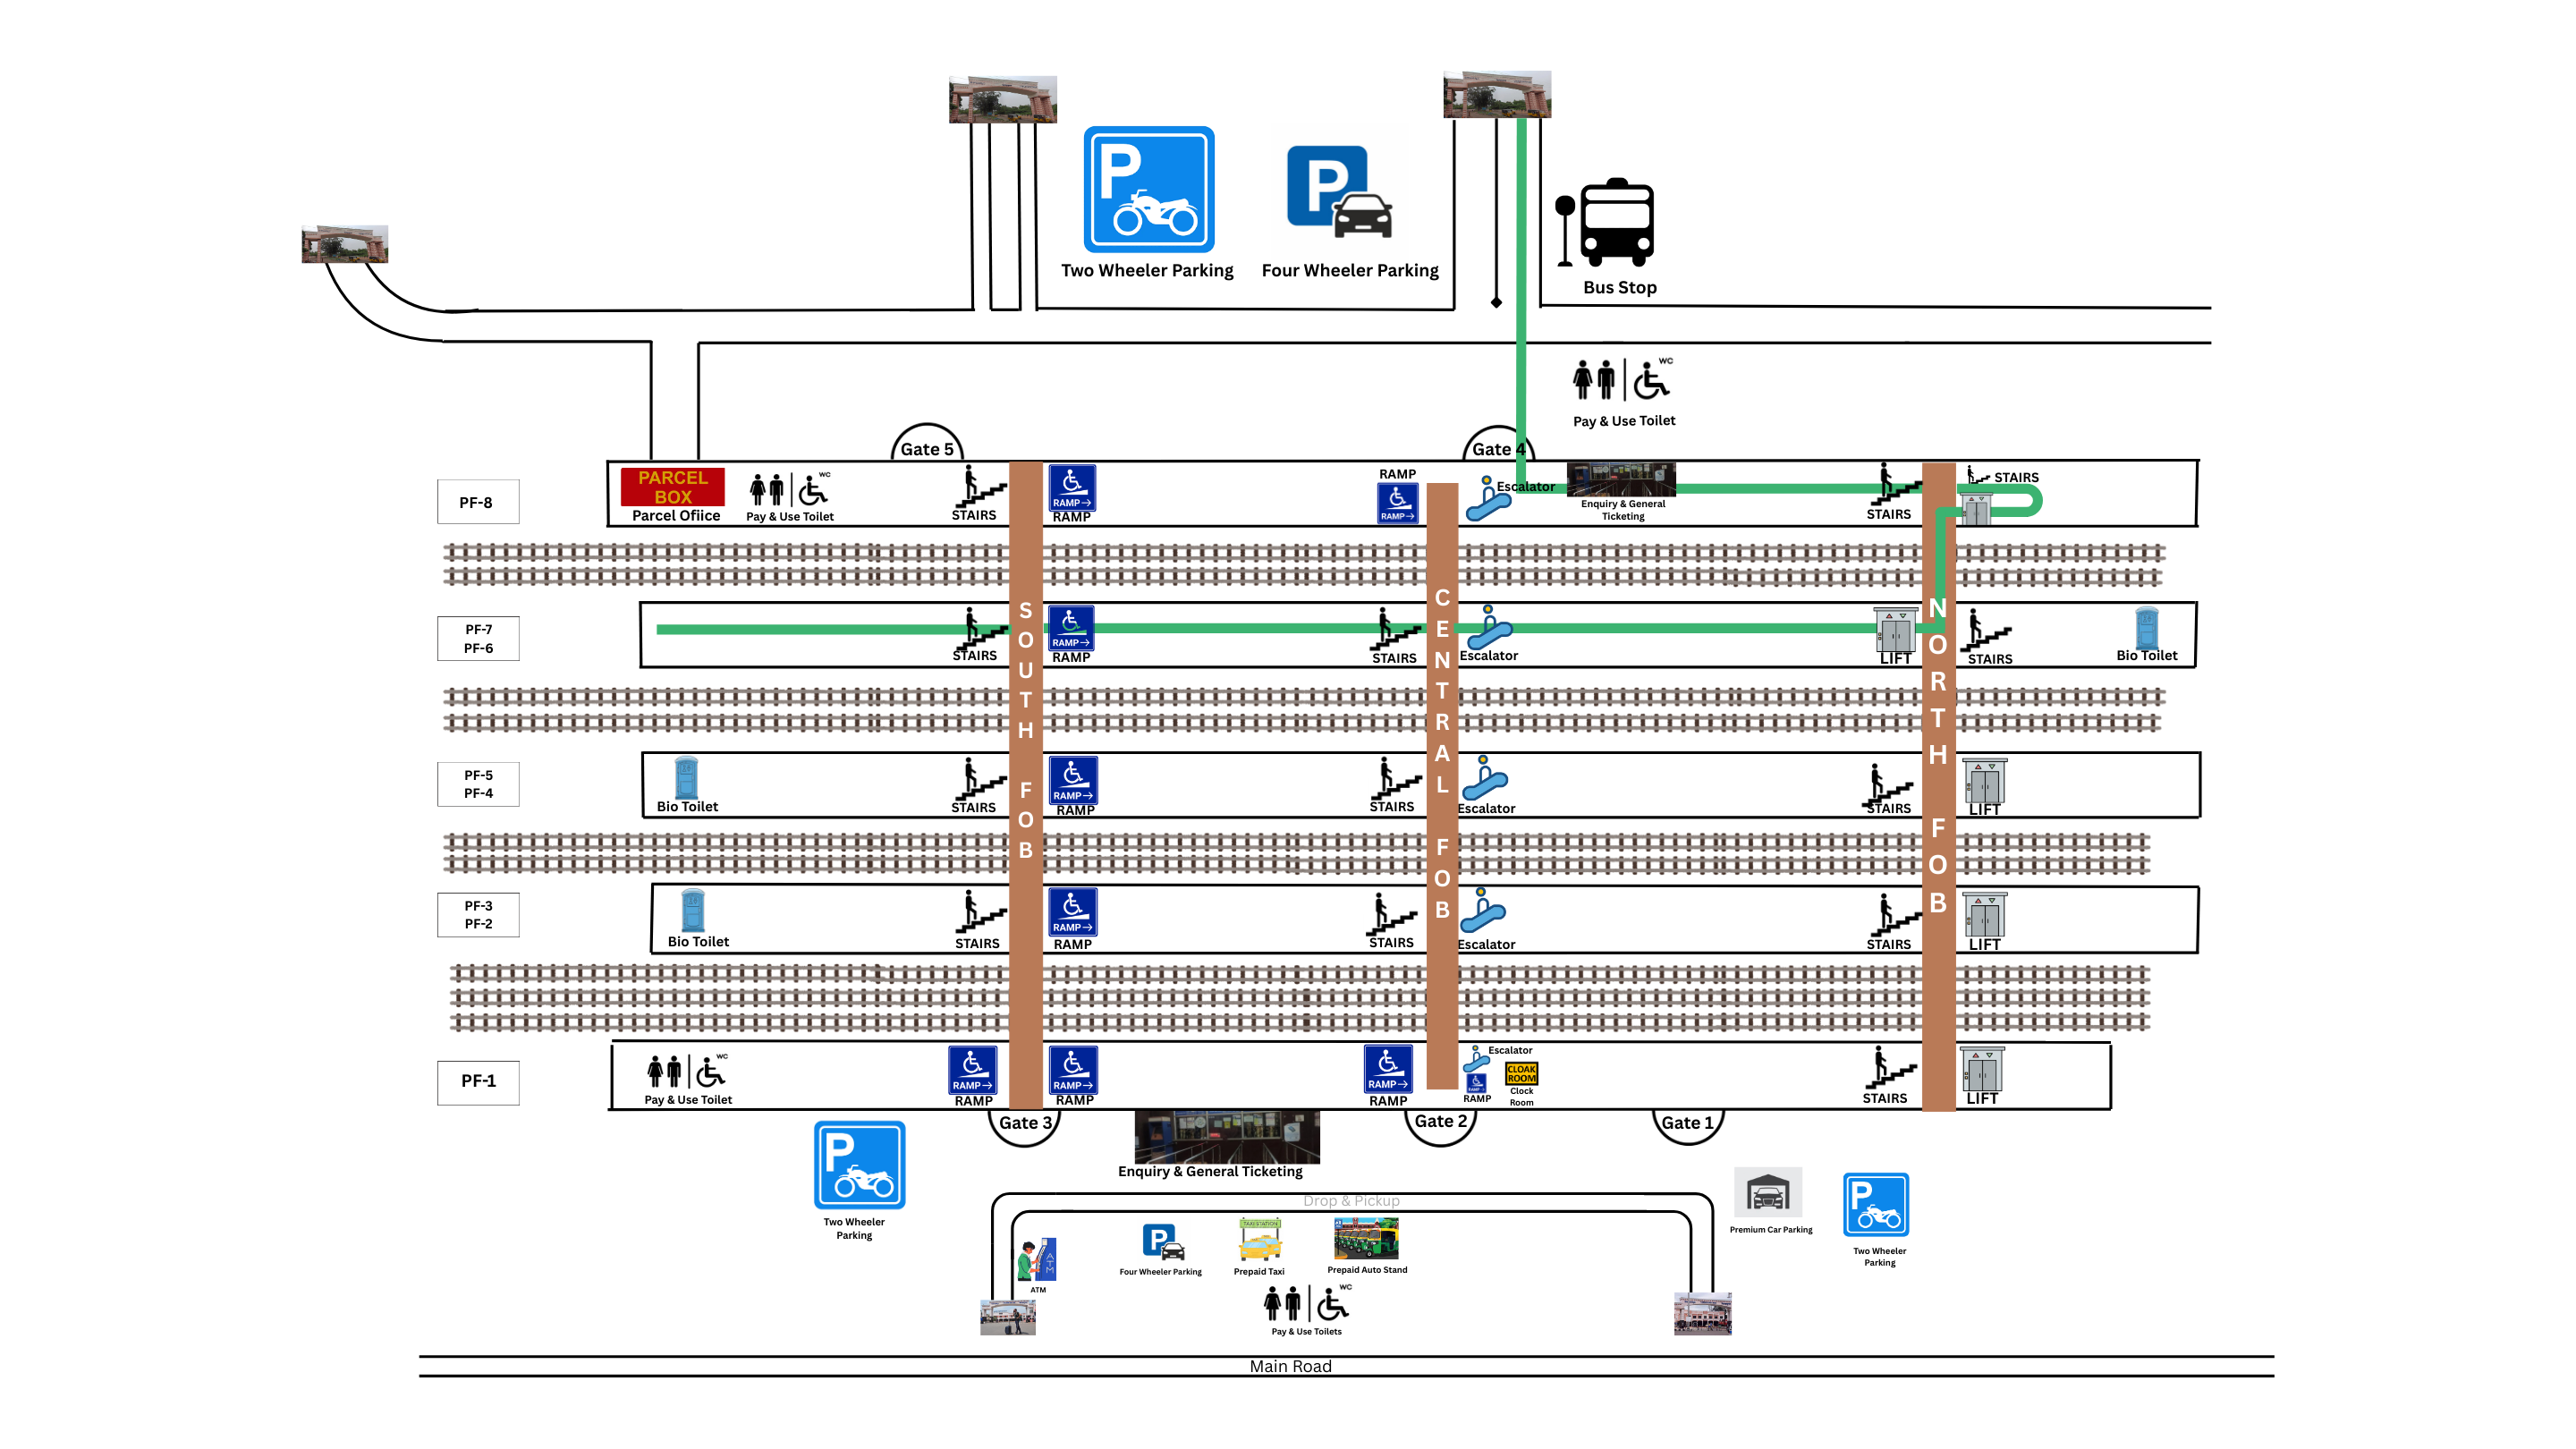 P
P
Two Wheeler Parking
Four Wheeler Parking
Bus Stop
WC
Pay & Use Toilet
Gate 5
Gate 4
PF-8
PARCEL
BOX
Parcel Ofiice
WC
Pay & Use Toilet
STAIRS
RAMP→
RAMP
RAMP
RAMP→
Escalator
Enquiry & General
Ticketing
STAIRS
STAIRS
PF-7
PF-6
STAIRS
RAMP→
RAMP
STAIRS
Escalator
LIFT
STAIRS
Bio Toilet
SOUTH FOB
CENTRAL FOB
NORTH FOB
PF-5
PF-4
Bio Toilet
STAIRS
RAMP→
RAMP
STAIRS
Escalator
STAIRS
LIFT
PF-3
PF-2
Bio Toilet
STAIRS
RAMP→
RAMP
STAIRS
Escalator
STAIRS
LIFT
PF-1
WC
Pay & Use Toilet
RAMP→
RAMP
RAMP→
RAMP
RAMP→
RAMP
Escalator
RAMP
CLOAK
ROOM
Clock
Room
STAIRS
LIFT
Gate 3
Gate 2
Gate 1
Enquiry & General Ticketing
P
Two Wheeler
Parking
Drop & Pickup
ATM
ATM
P
Four Wheeler Parking
TAXI STATION
Prepaid Taxi
Prepaid Auto Stand
WC
Pay & Use Toilets
Premium Car Parking
P
Two Wheeler
Parking
Main Road